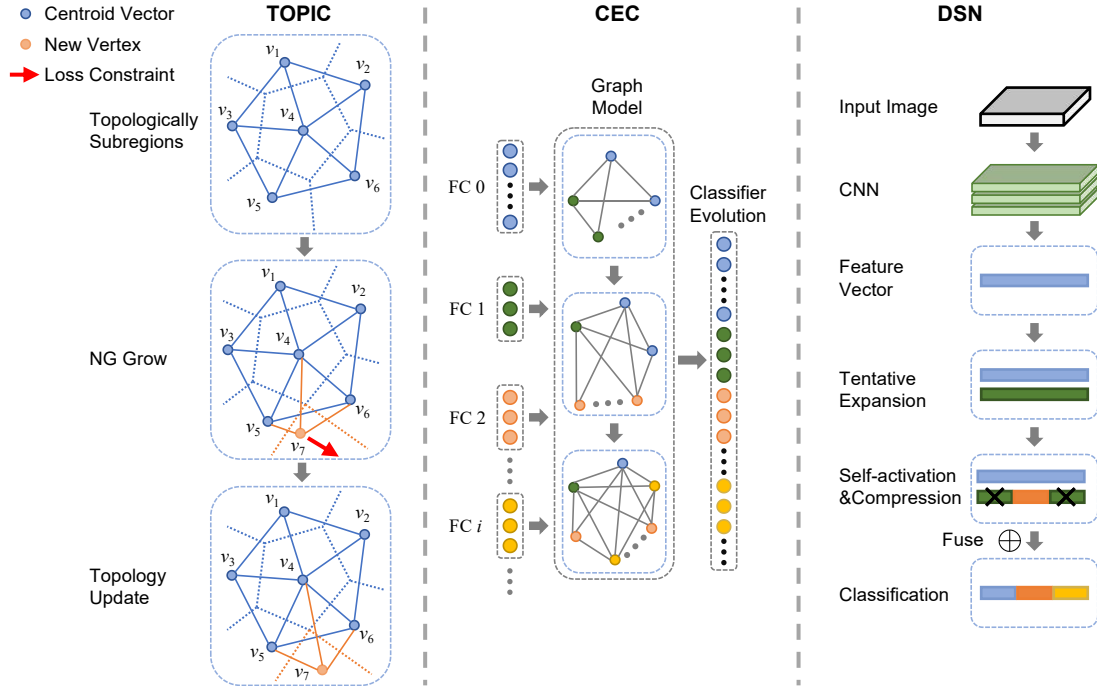 TOPIC
Centroid Vector
New Vertex
Loss Constraint
Topologically
Subregions
v1
v2
v3
v4
v5
v6
NG Grow
v1
v2
v3
v4
v5
v6
v7
Topology
Update
v1
v2
v3
v4
v5
v6
v7
CEC
Graph
Model
FC 0
Classifier
Evolution
FC 1
FC 2
FC i
DSN
Input Image
CNN
Feature
Vector
Tentative
Expansion
Self-activation
&Compression
Fuse
Classification